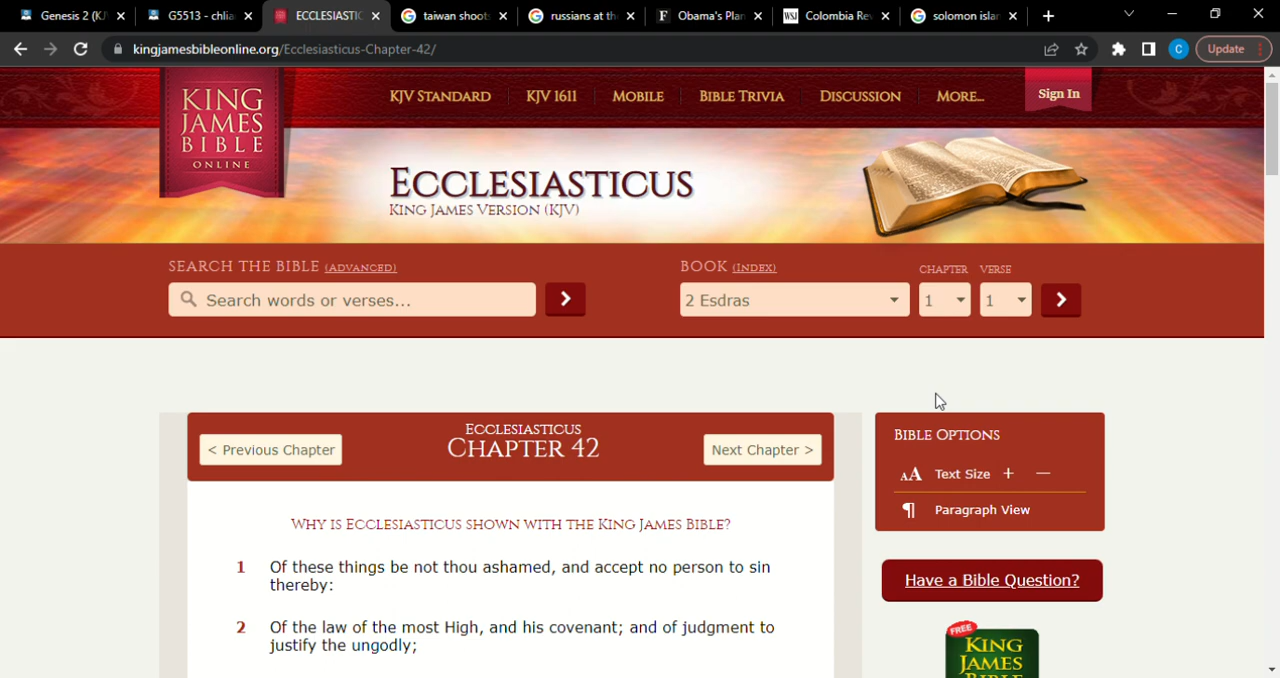 Genesis 2 (KJ
G5513 - chlia
ECCLESIASTIC
taiwan shoots
russians at the
Obama's Plan
Colombia Rev
solomon islan
kingjamesbibleonline.org/Ecclesiasticus-Chapter-42/
C
Update
KING
JAMES
BIBLE
ONLINE
KJV STANDARD
KJV 1611
MOBILE
BIBLE TRIVIA
DISCUSSION
MORE...
Sign In
ECCLESIASTICUS
KING JAMES VERSION (KJV)
SEARCH THE BIBLE (ADVANCED)
BOOK (INDEX)
CHAPTER
VERSE
Search words or verses...
2 Esdras
1
1
ECCLESIASTICUS
CHAPTER 42
< Previous Chapter
Next Chapter >
BIBLE OPTIONS
AA Text Size + —
¶ Paragraph View
WHY IS ECCLESIASTICUS SHOWN WITH THE KING JAMES BIBLE?
1 Of these things be not thou ashamed, and accept no person to sin
thereby:
2 Of the law of the most High, and his covenant; and of judgment to
justify the ungodly;
Have a Bible Question?
FREE
KING
JAMES
BIBLE